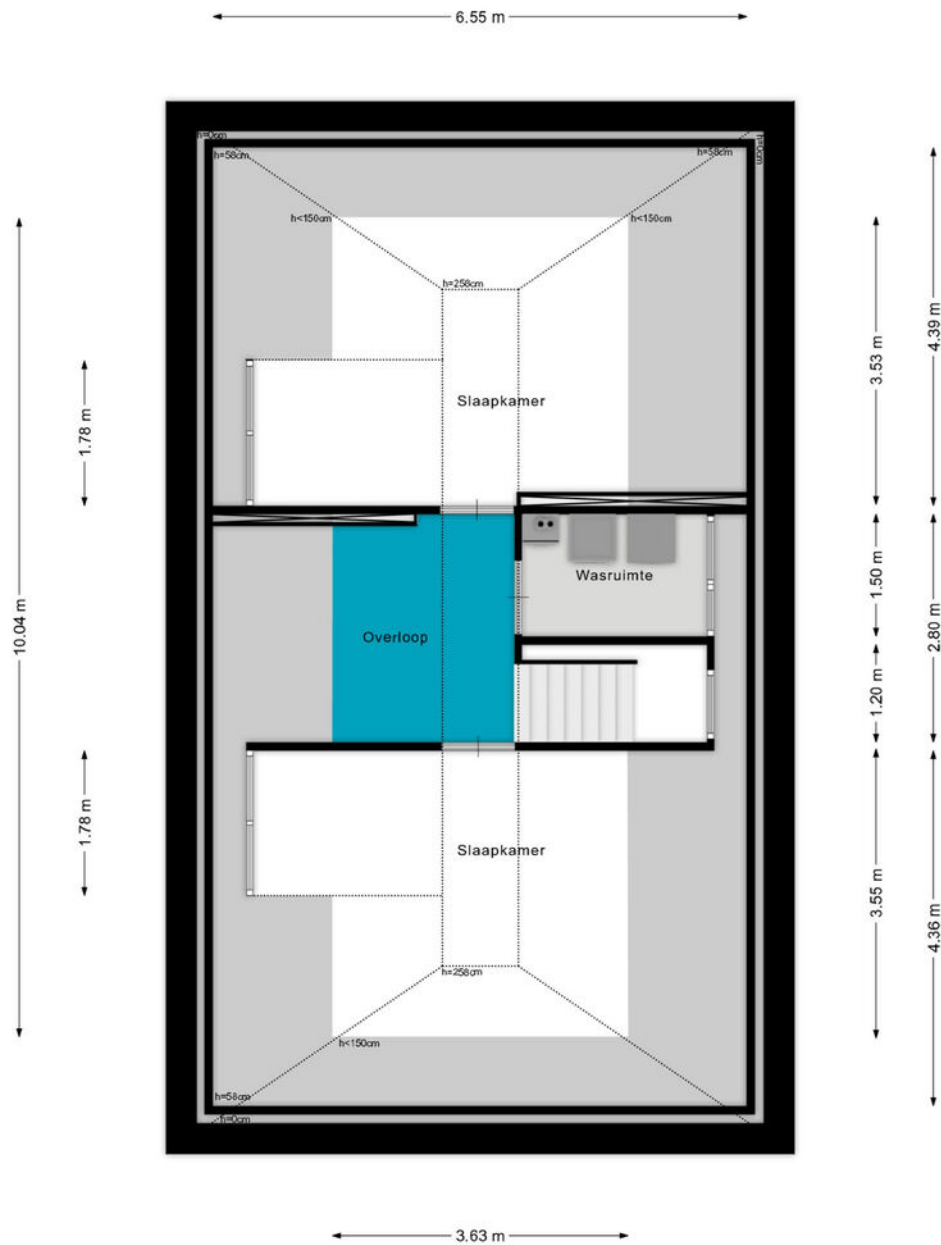 6.55 m
h=0cm
h=58cm
h=58cm
h=0cm
h<150cm
h<150cm
h=258cm
4.39 m
3.53 m
1.78 m
Slaapkamer
Wasruimte
1.50 m
10.04 m
Overloop
2.80 m
1.20 m
1.78 m
Slaapkamer
3.55 m
4.36 m
h=258cm
h<150cm
h=58cm
h=0cm
3.63 m